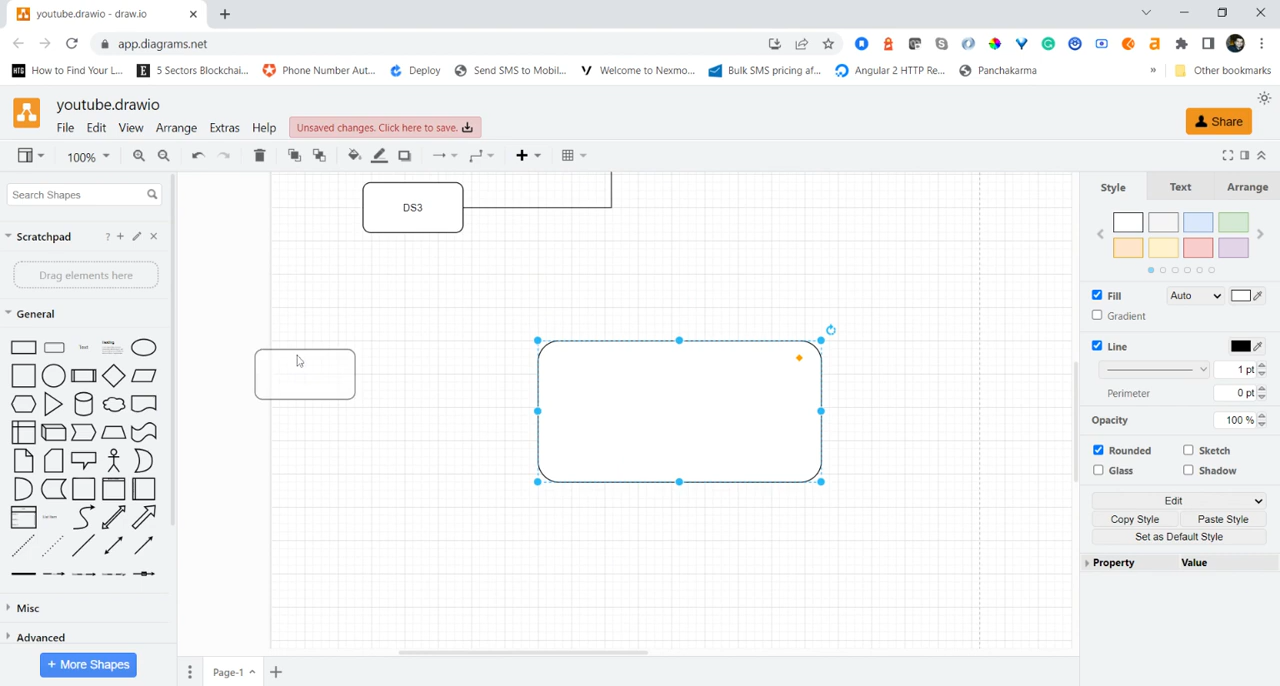 youtube.drawio - draw.io
app.diagrams.net
How to Find Your L...
5 Sectors Blockchai...
Phone Number Aut...
Deploy
Send SMS to Mobil...
Welcome to Nexmo...
Bulk SMS pricing af...
Angular 2 HTTP Re...
Panchakarma
»
Other bookmarks
youtube.drawio
File Edit View Arrange Extras Help
Unsaved changes. Click here to save.
Share
100%
Search Shapes
Scratchpad
?
Drag elements here
General
Text
Heading
List Item
Misc
Advanced
+ More Shapes
DS3
Page-1
Style Text Arrange
Fill Auto
Gradient
Line
1 pt
Perimeter 0 pt
Opacity 100 %
Rounded Sketch
Glass Shadow
Edit
Copy Style Paste Style
Set as Default Style
Property Value